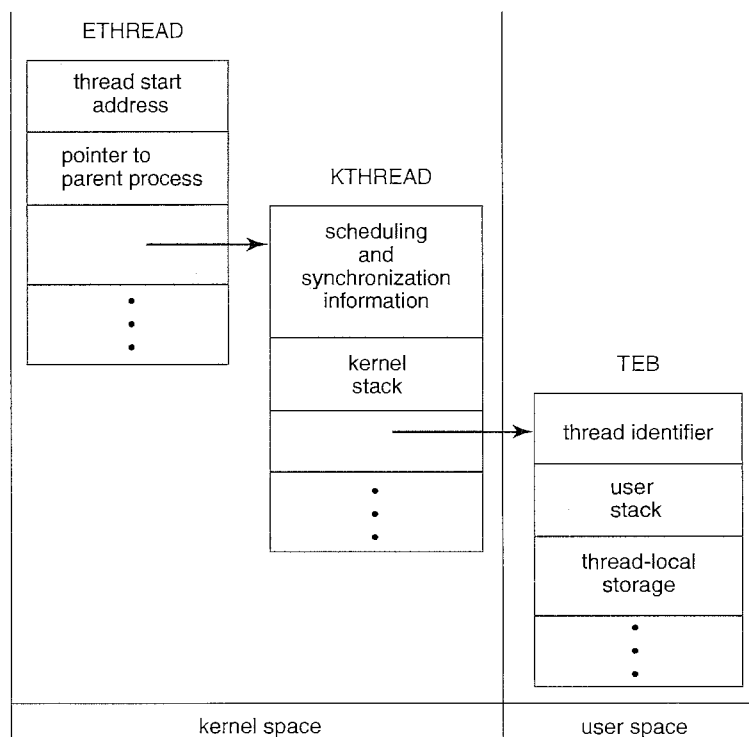 ETHREAD
thread start
address
pointer to
parent process
KTHREAD
scheduling
and
synchronization
information
kernel
stack
TEB
thread identifier
user
stack
thread-local
storage
kernel space
user space